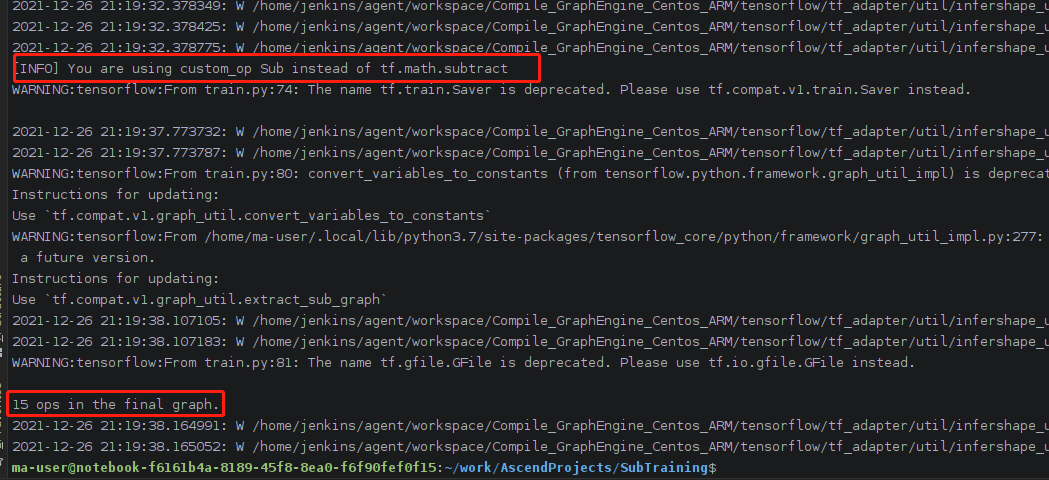 2021-12-26 21:19:32.378349: W /home/jenkins/agent/workspace/Compile_GraphEngine_Centos_ARM/tensorflow/tf_adapter/util/infershape_u
2021-12-26 21:19:32.378425: W /home/jenkins/agent/workspace/Compile_GraphEngine_Centos_ARM/tensorflow/tf_adapter/util/infershape_u
2021-12-26 21:19:32.378775: W /home/jenkins/agent/workspace/Compile_GraphEngine_Centos_ARM/tensorflow/tf_adapter/util/infershape_u
[INFO] You are using custom_op Sub instead of tf.math.subtract
WARNING:tensorflow:From train.py:74: The name tf.train.Saver is deprecated. Please use tf.compat.v1.train.Saver instead.
2021-12-26 21:19:37.773732: W /home/jenkins/agent/workspace/Compile_GraphEngine_Centos_ARM/tensorflow/tf_adapter/util/infershape_u
2021-12-26 21:19:37.773787: W /home/jenkins/agent/workspace/Compile_GraphEngine_Centos_ARM/tensorflow/tf_adapter/util/infershape_u
WARNING:tensorflow:From train.py:80: convert_variables_to_constants (from tensorflow.python.framework.graph_util_impl) is deprecat
Instructions for updating:
Use `tf.compat.v1.graph_util.convert_variables_to_constants`
WARNING:tensorflow:From /home/ma-user/.local/lib/python3.7/site-packages/tensorflow_core/python/framework/graph_util_impl.py:277:
a future version.
Instructions for updating:
Use `tf.compat.v1.graph_util.extract_sub_graph`
2021-12-26 21:19:38.107105: W /home/jenkins/agent/workspace/Compile_GraphEngine_Centos_ARM/tensorflow/tf_adapter/util/infershape_u
2021-12-26 21:19:38.107183: W /home/jenkins/agent/workspace/Compile_GraphEngine_Centos_ARM/tensorflow/tf_adapter/util/infershape_u
WARNING:tensorflow:From train.py:81: The name tf.gfile.GFile is deprecated. Please use tf.io.gfile.GFile instead.
15 ops in the final graph.
2021-12-26 21:19:38.164991: W /home/jenkins/agent/workspace/Compile_GraphEngine_Centos_ARM/tensorflow/tf_adapter/util/infershape_u
2021-12-26 21:19:38.165052: W /home/jenkins/agent/workspace/Compile_GraphEngine_Centos_ARM/tensorflow/tf_adapter/util/infershape_u
ma-user@notebook-f6161b4a-8189-45f8-8ea0-f6f90fef0f15:~/work/AscendProjects/SubTraining$